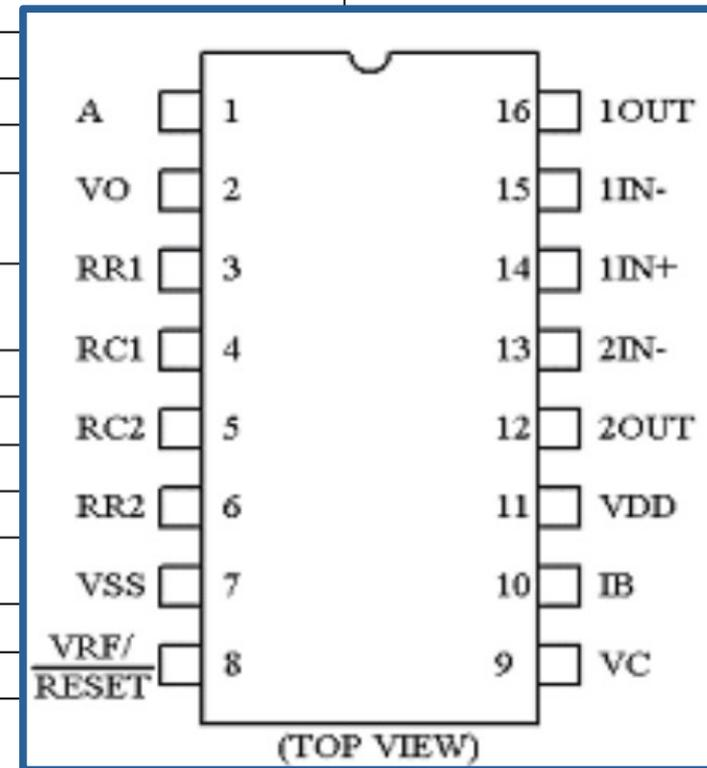 A 1 16 1OUT
VO 2 15 1IN-
RR1 3 14 1IN+
RC1 4 13 2IN-
RC2 5 12 2OUT
RR2 6 11 VDD
VSS 7 10 IB
VRF/
RESET 8 9 VC
(TOP VIEW)